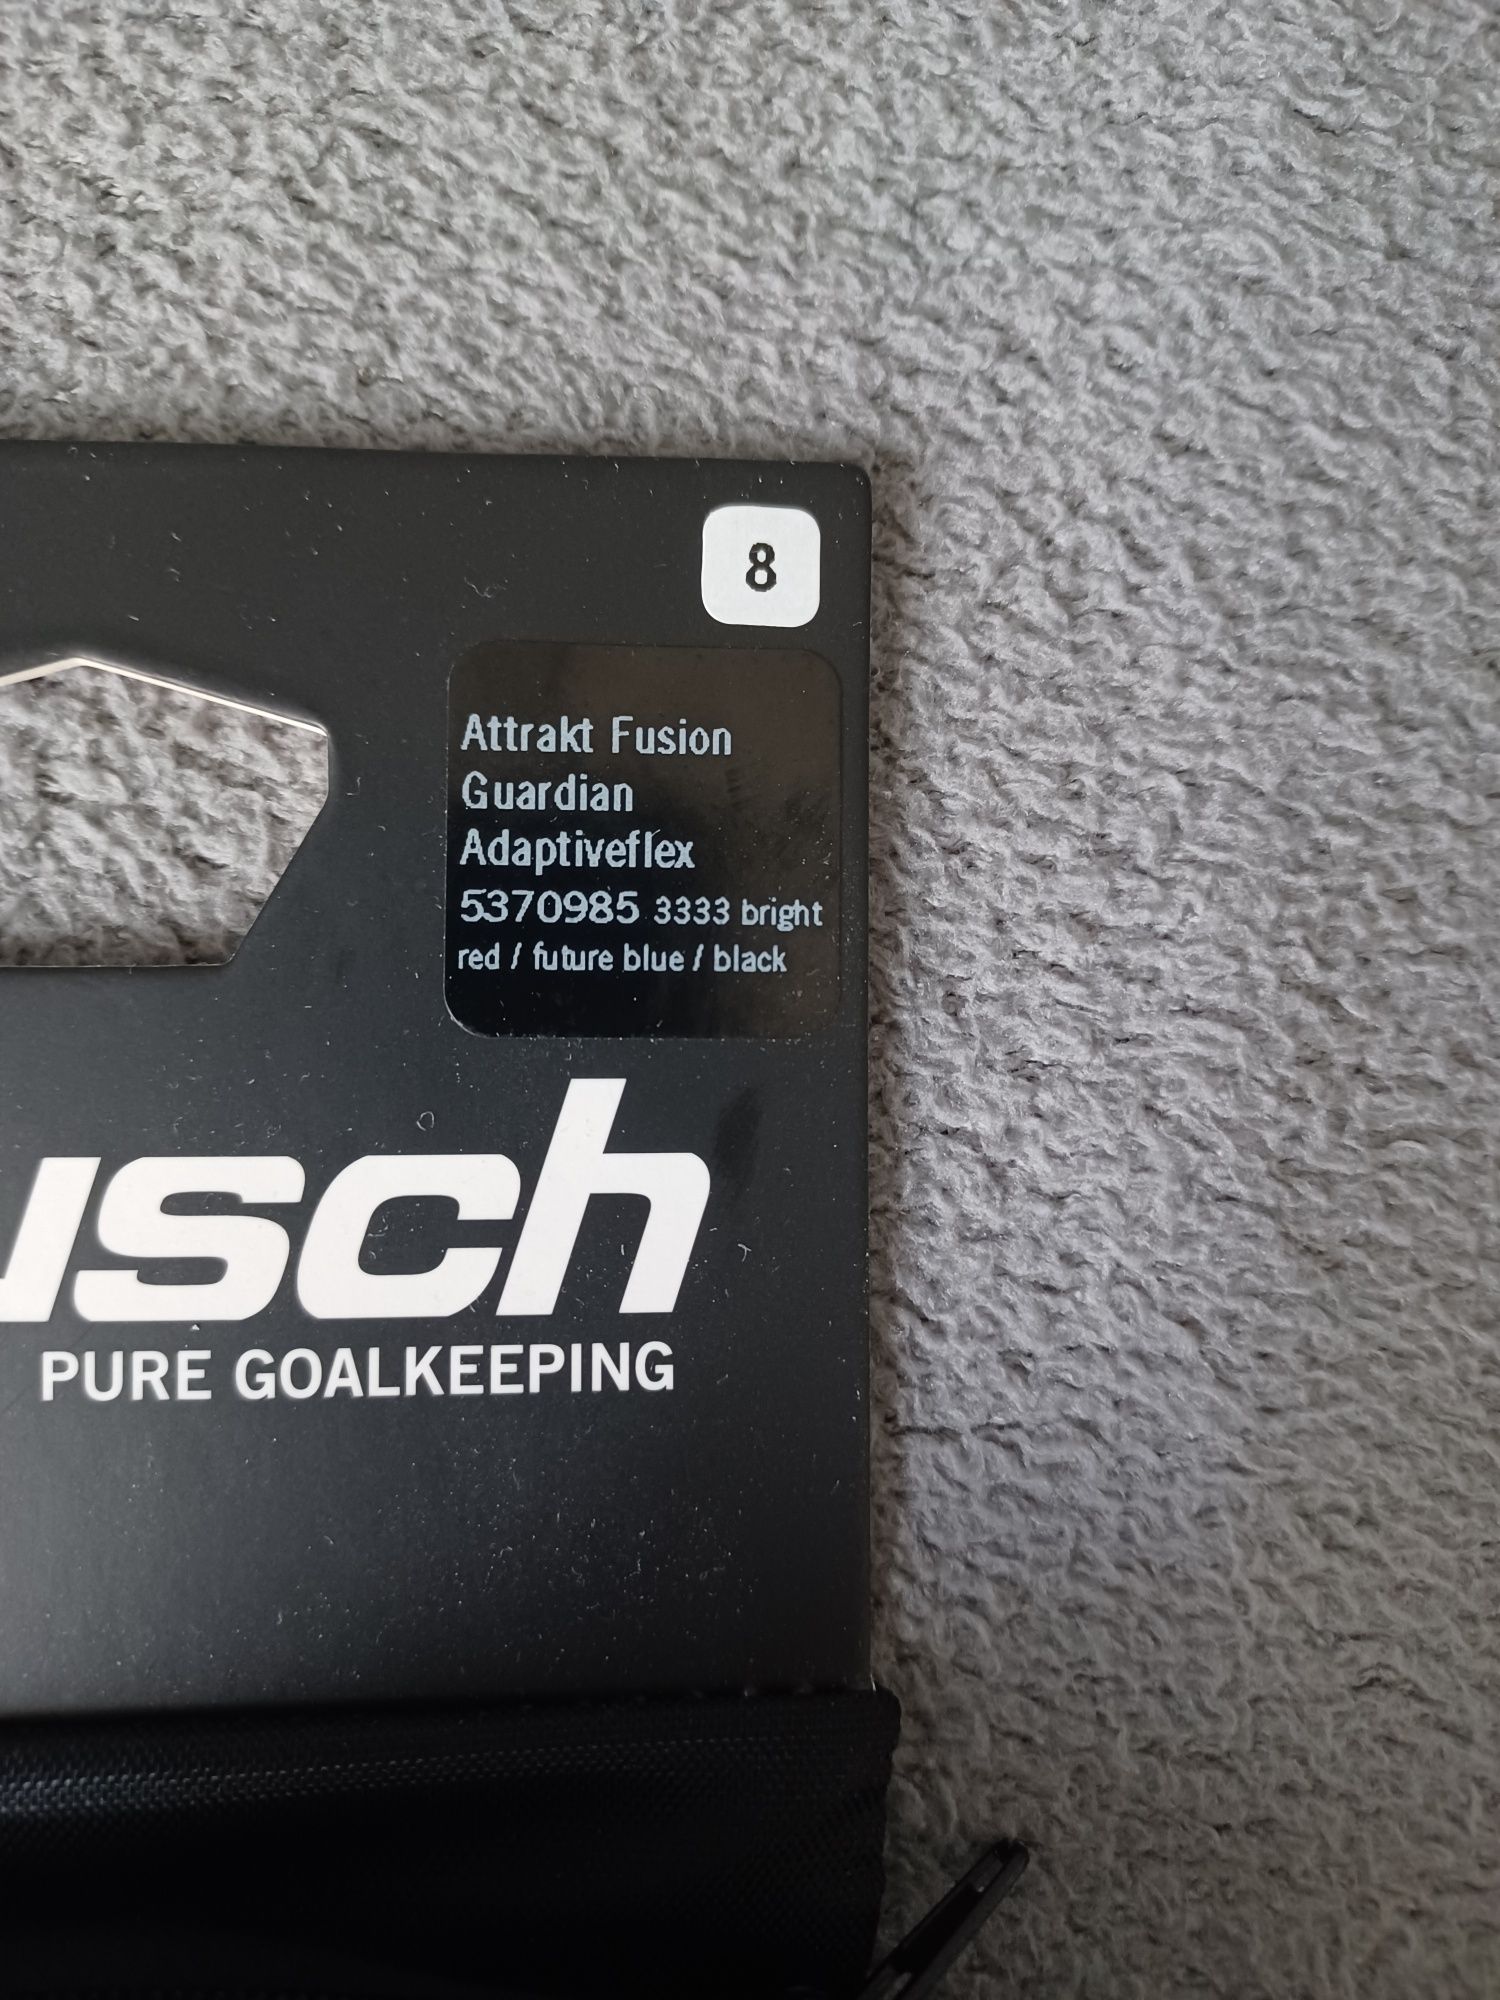 8
Attrakt Fusion
Guardian
Adaptiveflex
5370985 3333 bright
red / future blue / black
usch
PURE GOALKEEPING